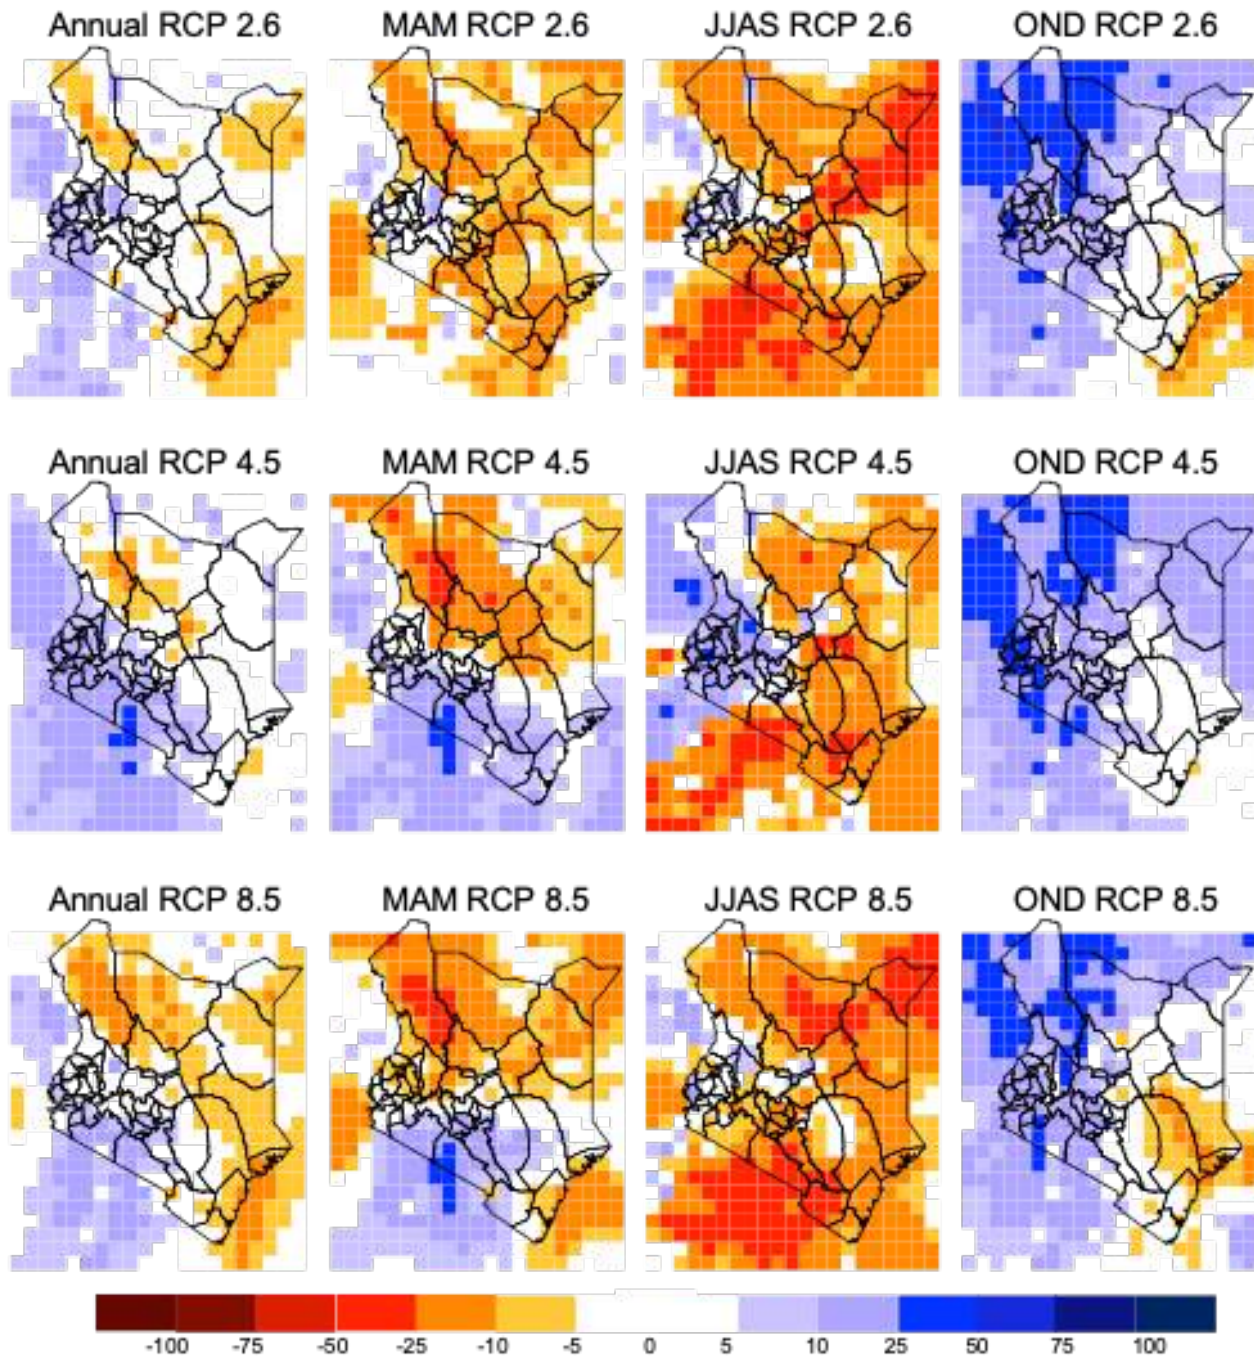 Annual RCP 2.6 MAM RCP 2.6 JJAS RCP 2.6 OND RCP 2.6
Annual RCP 4.5 MAM RCP 4.5 JJAS RCP 4.5 OND RCP 4.5
Annual RCP 8.5 MAM RCP 8.5 JJAS RCP 8.5 OND RCP 8.5
-100 -75 -50 -25 -10 -5 0 5 10 25 50 75 100